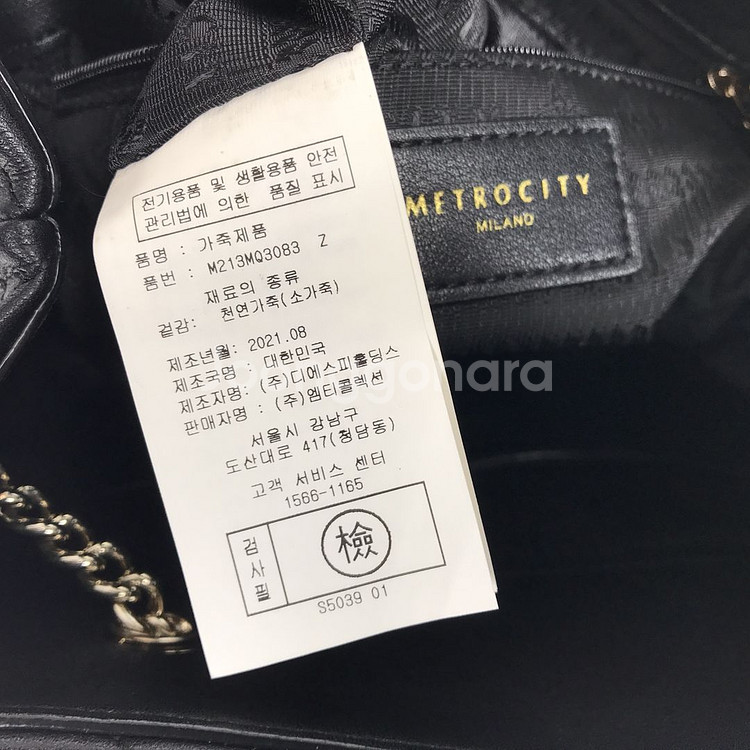 전기용품 및 생활용품 안전
관리법에 의한 품질 표시
품명 : 가죽제품
품번 : M213MQ3083 Z
재료의 종류
겉감: 천연가죽(소가죽)
제조년월: 2021.08
제조국명 : 대한민국
제조자명: (주)디에스피홀딩스
판매자명 : (주)엠티콜렉션
서울시 강남구
도산대로 417(청담동)
고객 서비스 센터
1566-1165
검사필
檢
S5039 01
METROCITY
MILANO